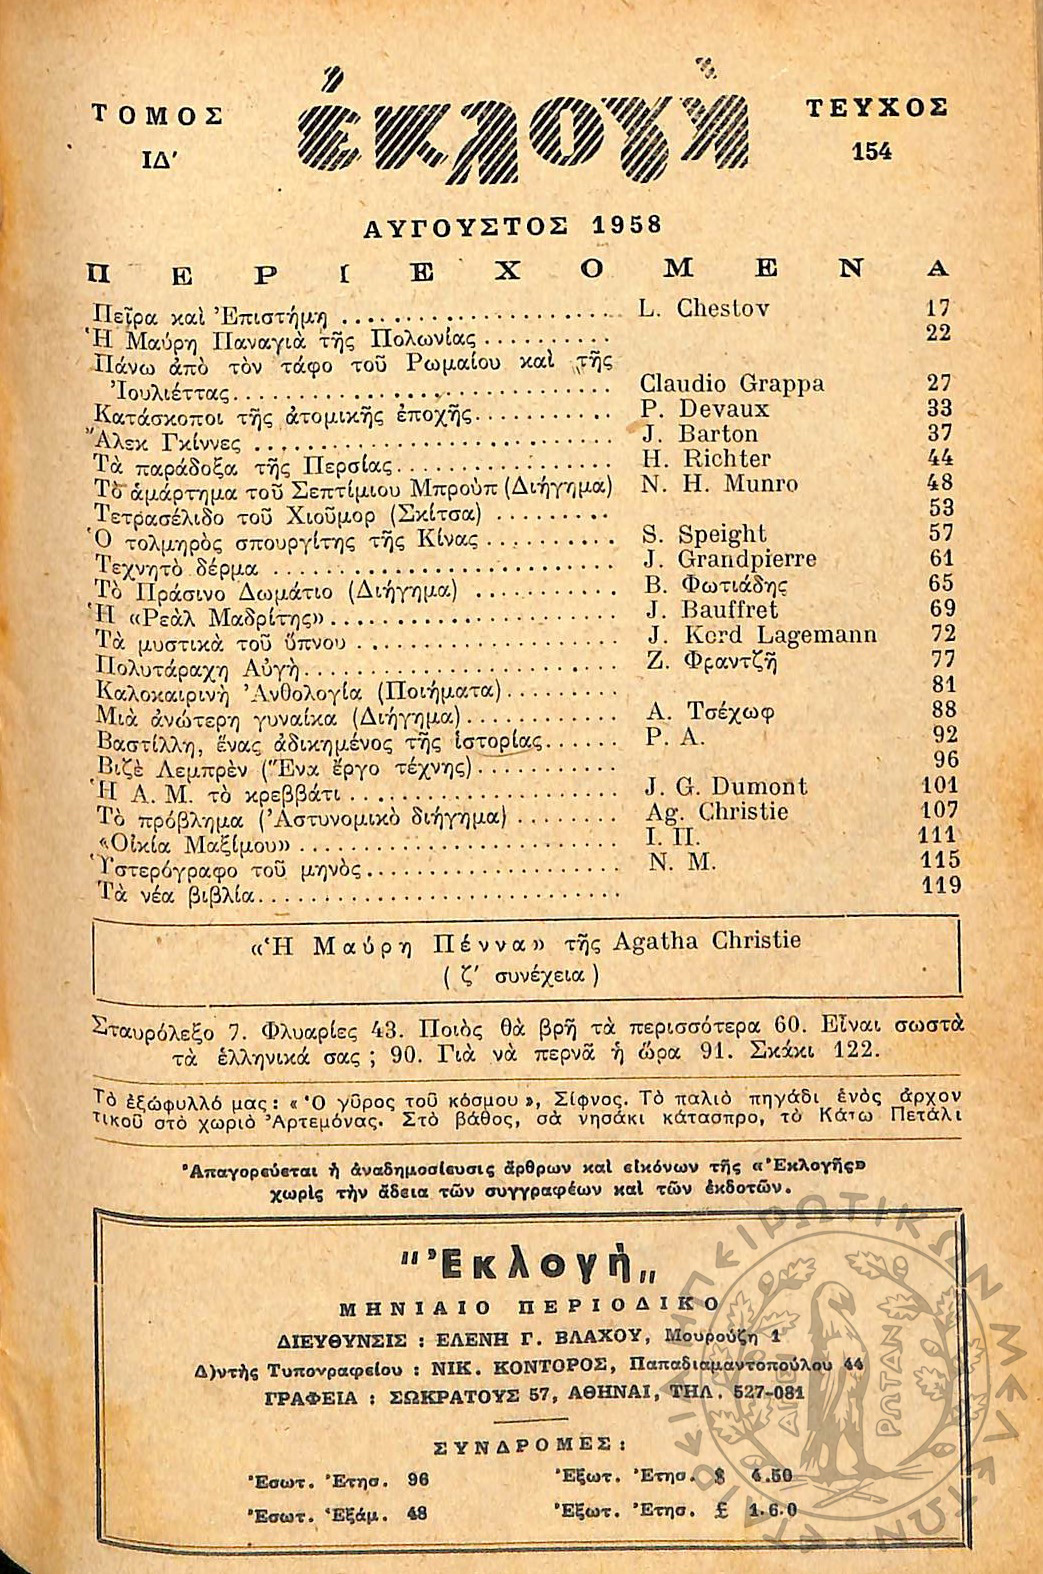 ΤΟΜΟΣ
ΙΔ′
ἐκλογὴ
ΤΕΥΧΟΣ
154
ΑΥΓΟΥΣΤΟΣ 1958
ΠΕΡΙΕΧΟΜΕΝΑ
Πεῖρα καὶ Ἐπιστήμη .................... L. Chestov 17
Ἡ Μαύρη Παναγιὰ τῆς Πολωνίας .......... 22
Πάνω ἀπὸ τὸν τάφο τοῦ Ρωμαίου καὶ τῆς
Ἰουλιέττας............................ Claudio Grappa 27
Κατάσκοποι τῆς ἀτομικῆς ἐποχῆς........... P. Devaux 33
Ἄλεκ Γκίννες .......................... J. Barton 37
Τὰ παράδοξα τῆς Περσίας................. H. Richter 44
Τὸ ἁμάρτημα τοῦ Σεπτίμιου Μπρούπ (Διήγημα) N. H. Munro 48
Τετρασέλιδο τοῦ Χιοῦμορ (Σκίτσα) ......... 53
Ὁ τολμηρὸς σπουργίτης τῆς Κίνας .......... S. Speight 57
Τεχνητὸ δέρμα ......................... J. Grandpierre 61
Τὸ Πράσινο Δωμάτιο (Διήγημα) ........... Β. Φωτιάδης 65
Ἡ «Ρεὰλ Μαδρίτης»..................... J. Bauffret 69
Τὰ μυστικὰ τοῦ ὕπνου ................... J. Kord Lagemann 72
Πολυτάραχη Αὐγὴ....................... Ζ. Φραντζῆ 77
Καλοκαιρινὴ Ἀνθολογία (Ποιήματα)......... 81
Μιὰ ἀνώτερη γυναίκα (Διήγημα)............ Α. Τσέχωφ 88
Βαστίλλη, ἕνας ἀδικημένος τῆς ἱστορίας...... Ρ. Α. 92
Βιζὲ Λεμπρὲν (Ἕνα ἔργο τέχνης)........... 96
Ἡ Α. Μ. τὸ κρεββάτι .................... J. G. Dumont 101
Τὸ πρόβλημα (Ἀστυνομικὸ διήγημα) ........ Ag. Christie 107
«Οἰκία Μαξίμου» ........................ Ι. Π. 111
Ὑστερόγραφο τοῦ μηνὸς................... Ν. Μ. 115
Τὰ νέα βιβλία............................ 119
«Ἡ Μαύρη Πέννα» τῆς Agatha Christie
( ζ′ συνέχεια )
Σταυρόλεξο 7. Φλυαρίες 43. Ποιὸς θὰ βρῆ τὰ περισσότερα 60. Εἶναι σωστὰ
τὰ ἑλληνικά σας ; 90. Γιὰ νὰ περνᾶ ἡ ὥρα 91. Σκάκι 122.
Τὸ ἐξώφυλλό μας : « Ὁ γῦρος τοῦ κόσμου », Σίφνος. Τὸ παλιὸ πηγάδι ἑνὸς ἀρχον
τικοῦ στὸ χωριὸ Ἀρτεμόνας. Στὸ βάθος, σὰ νησάκι κάτασπρο, τὸ Κάτω Πετάλι
Ἀπαγορεύεται ἡ ἀναδημοσίευσις ἄρθρων καὶ εἰκόνων τῆς «Ἐκλογῆς»
χωρὶς τὴν ἄδεια τῶν συγγραφέων καὶ τῶν ἐκδοτῶν.
"Ἐκλογὴ„
ΜΗΝΙΑΙΟ ΠΕΡΙΟΔΙΚΟ
ΔΙΕΥΘΥΝΣΙΣ : ΕΛΕΝΗ Γ. ΒΛΑΧΟΥ, Μουρούζη 1
Δ)ντὴς Τυπογραφείου : ΝΙΚ. ΚΟΝΤΟΡΟΣ, Παπαδιαμαντοπούλου 44
ΓΡΑΦΕΙΑ : ΣΩΚΡΑΤΟΥΣ 57, ΑΘΗΝΑΙ, ΤΗΛ. 527-081
ΣΥΝΔΡΟΜΕΣ :
Ἐσωτ. Ἐτησ. 96
Ἐξωτ. Ἐτησ. $ 4.50
Ἐσωτ. Ἑξάμ. 48
Ἐξωτ. Ἐτησ. £ 1.6.0
ΕΤΑΙΡΕΙΑ ΗΠΕΙΡΩΤΙΚΩΝ ΜΕΛΕΤΩΝ
ΑΠΕΙ ΡΩΤΑΝ